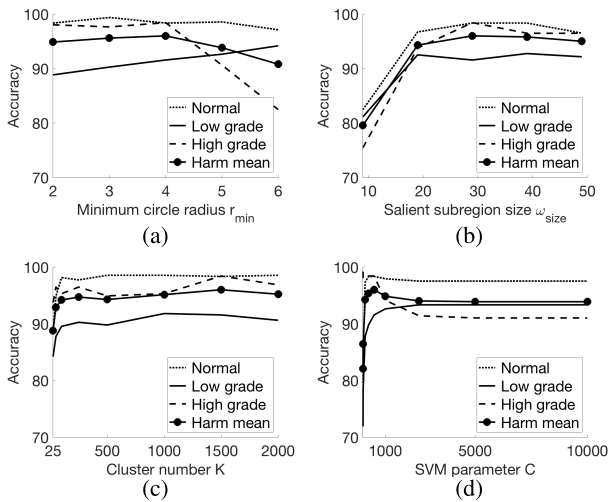 100
90
80
70
Accuracy
Normal
Low grade
High grade
Harm mean
2 3 4 5 6
Minimum circle radius r_min
(a)
100
90
80
70
Accuracy
Normal
Low grade
High grade
Harm mean
10 20 30 40 50
Salient subregion size ω_size
(b)
100
90
80
70
Accuracy
Normal
Low grade
High grade
Harm mean
25 500 1000 1500 2000
Cluster number K
(c)
100
90
80
70
Accuracy
Normal
Low grade
High grade
Harm mean
1000 5000 10000
SVM parameter C
(d)